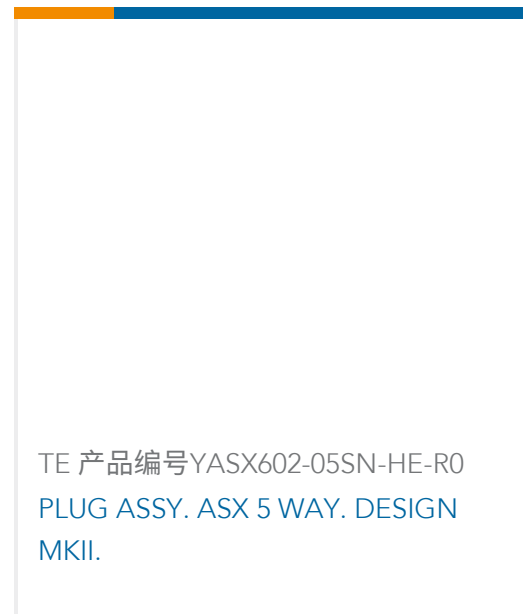 TE 产品编号YASX602-05SN-HE-R0
PLUG ASSY. ASX 5 WAY. DESIGN
MKII.